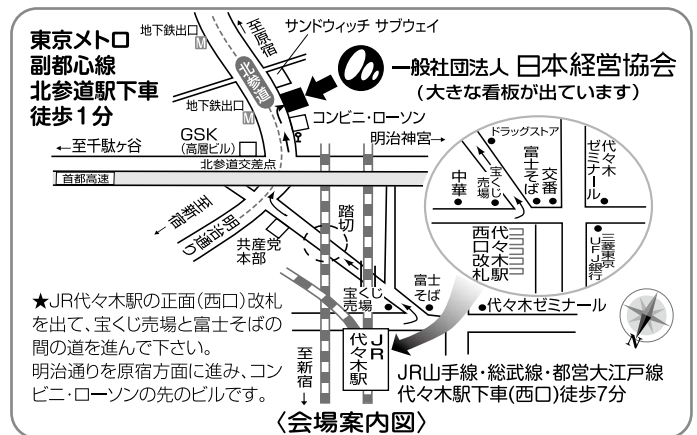 東京メトロ
副都心線
北参道駅下車
徒歩1分
地下鉄出口
M
至原宿
サンドウィッチ サブウェイ
北参道
一般社団法人 日本経営協会
(大きな看板が出ています)
地下鉄出口
M
コンビニ・ローソン
GSK
(高層ビル)
明治神宮→
←至千駄ヶ谷
北参道交差点
首都高速
ドラッグストア
中華
宝くじ売場
富士そば
交番
代々木ゼミナール
代々木駅西口改札
三菱東京UFJ銀行
至新宿
明治通り
共産党
本部
踏切
宝くじ
売場
富士
そば
代々木ゼミナール
★JR代々木駅の正面(西口)改札
を出て、宝くじ売場と富士そばの
間の道を進んで下さい。
明治通りを原宿方面に進み、コン
ビニ・ローソンの先のビルです。
至新宿
JR
代々木駅
N
JR山手線・総武線・都営大江戸線
代々木駅下車(西口)徒歩7分
〈会場案内図〉